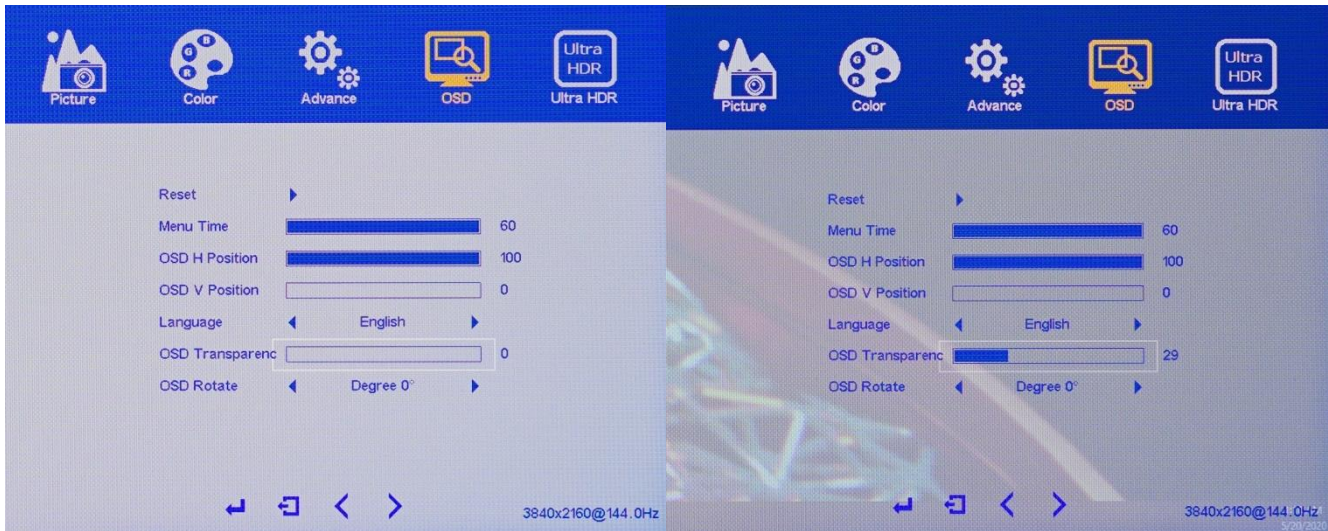 Picture
Color
Advance
OSD
Ultra HDR
Ultra HDR
R G B
Reset
Menu Time 60
OSD H Position 100
OSD V Position 0
Language English
OSD Transparenc 0
OSD Rotate Degree 0°
3840x2160@144.0Hz
Picture
Color
Advance
OSD
Ultra HDR
Ultra HDR
R G B
Reset
Menu Time 60
OSD H Position 100
OSD V Position 0
Language English
OSD Transparenc 29
OSD Rotate Degree 0°
3840x2160@144.0Hz